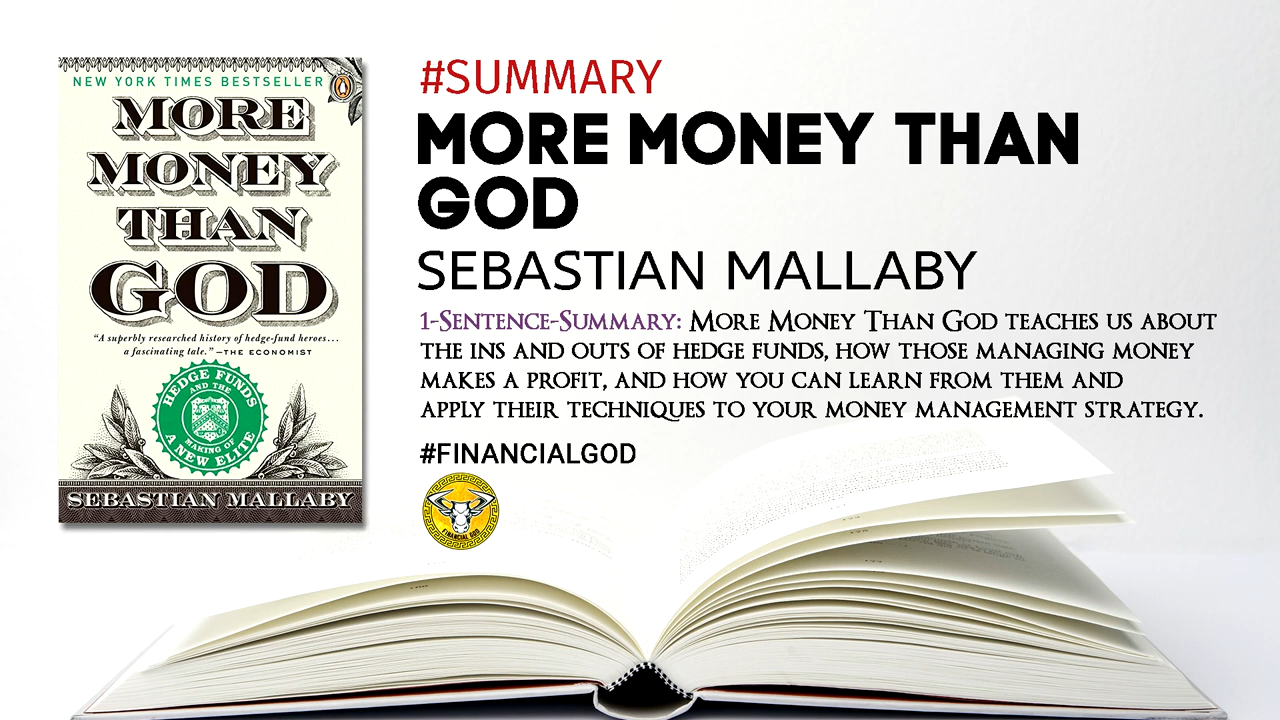 NEW YORK TIMES BESTSELLER
MORE
MONEY
THAN
GOD
“A superbly researched history of hedge-fund heroes...
a fascinating tale.” —THE ECONOMIST
HEDGE FUNDS
AND THE
MAKING OF
A NEW ELITE
SEBASTIAN MALLABY
#SUMMARY
MORE MONEY THAN
GOD
SEBASTIAN MALLABY
1-Sentence-Summary: More Money Than God teaches us about
the ins and outs of hedge funds, how those managing money
makes a profit, and how you can learn from them and
apply their techniques to your money management strategy.
#FINANCIALGOD
FINANCIAL GOD